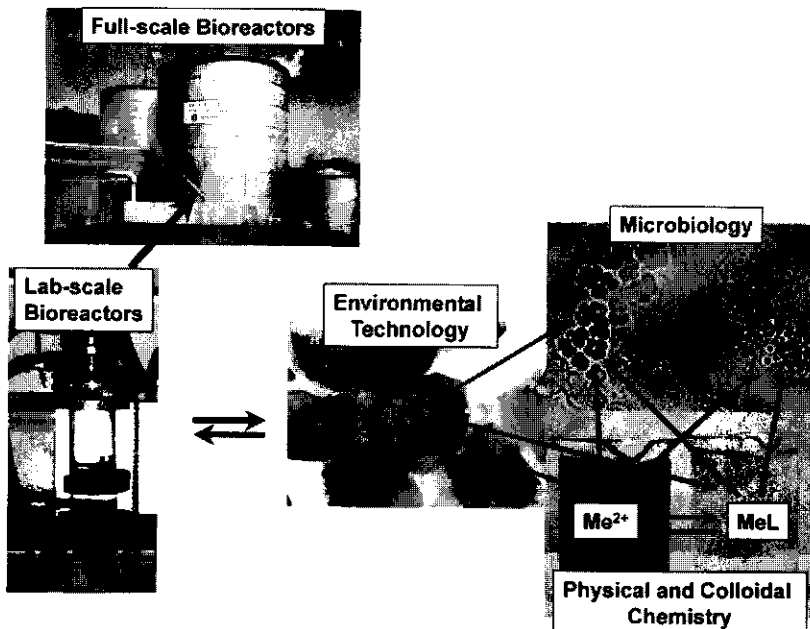 Full-scale Bioreactors
Microbiology
Lab-scale
Bioreactors
Environmental
Technology
Me²⁺
MeL
Physical and Colloidal
Chemistry